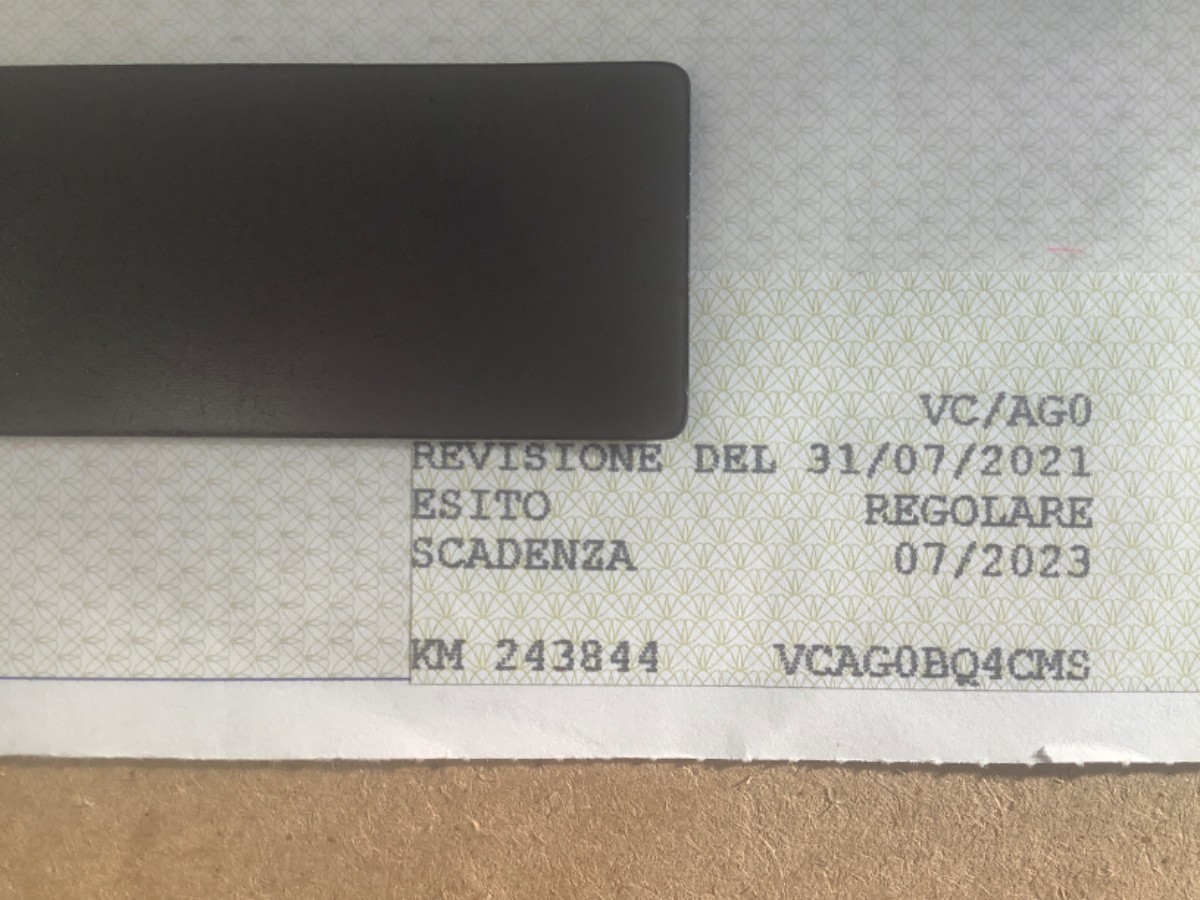 VC/AG0
REVISIONE DEL 31/07/2021
ESITO REGOLARE
SCADENZA 07/2023
KM 243844 VCAG0BQ4CMS